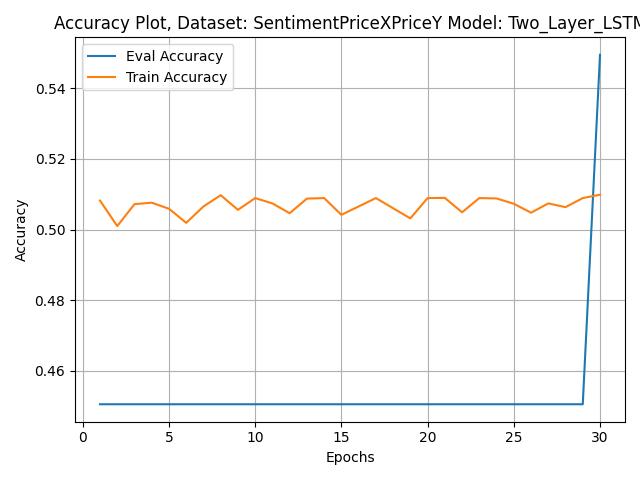 Accuracy Plot, Dataset: SentimentPriceXPriceY Model: Two_Layer_LSTM
Eval Accuracy
Train Accuracy
Accuracy
0.54
0.52
0.50
0.48
0.46
0 5 10 15 20 25 30
Epochs